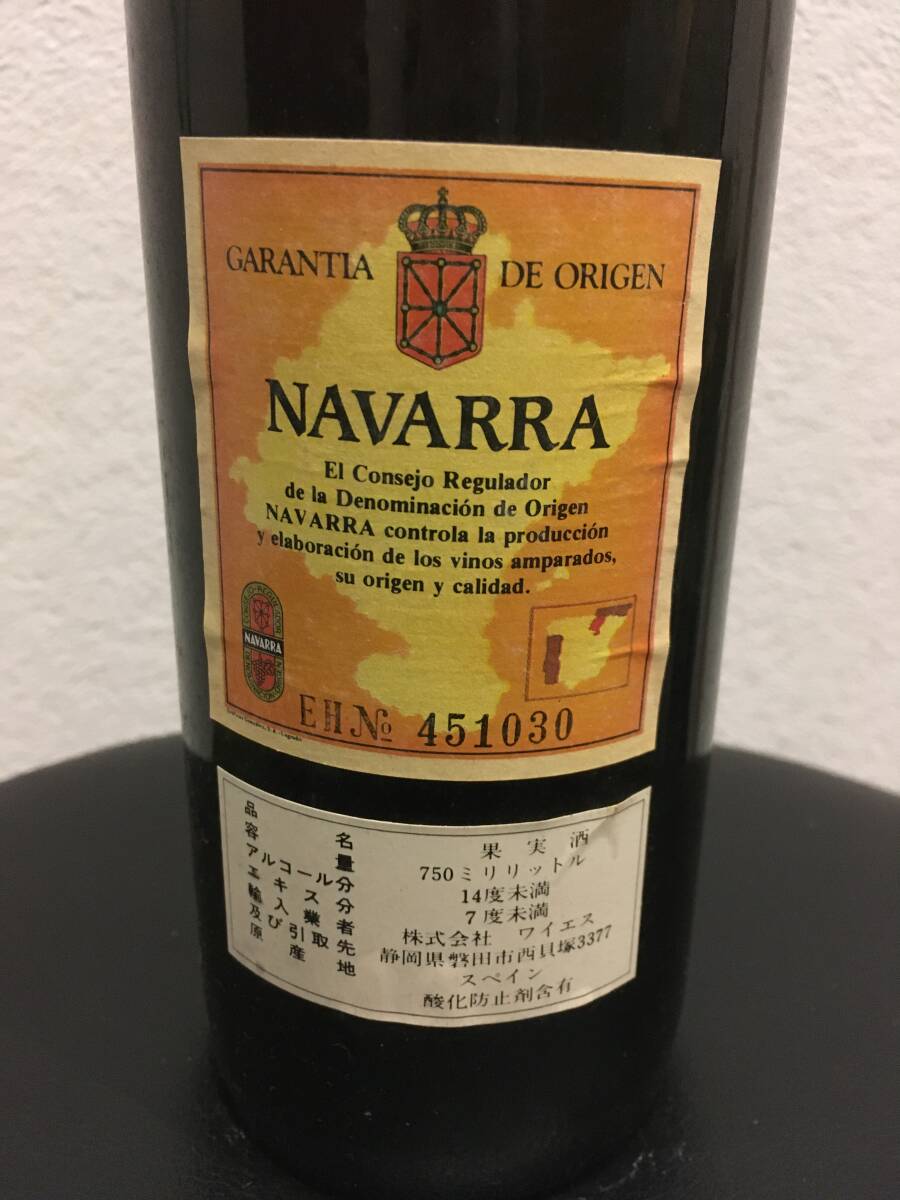 GARANTIA DE ORIGEN
NAVARRA
El Consejo Regulador
de la Denominación de Origen
NAVARRA controla la producción
y elaboración de los vinos amparados,
su origen y calidad.
CONSEJO REGULADOR
NAVARRA
EH No 451030
品名 果実酒
容量 750ミリリットル
アルコール分 14度未満
エキス分 7度未満
輸入業者 株式会社 ワイエス
及び引取先 静岡県磐田市西貝塚3377
原産地 スペイン
酸化防止剤含有